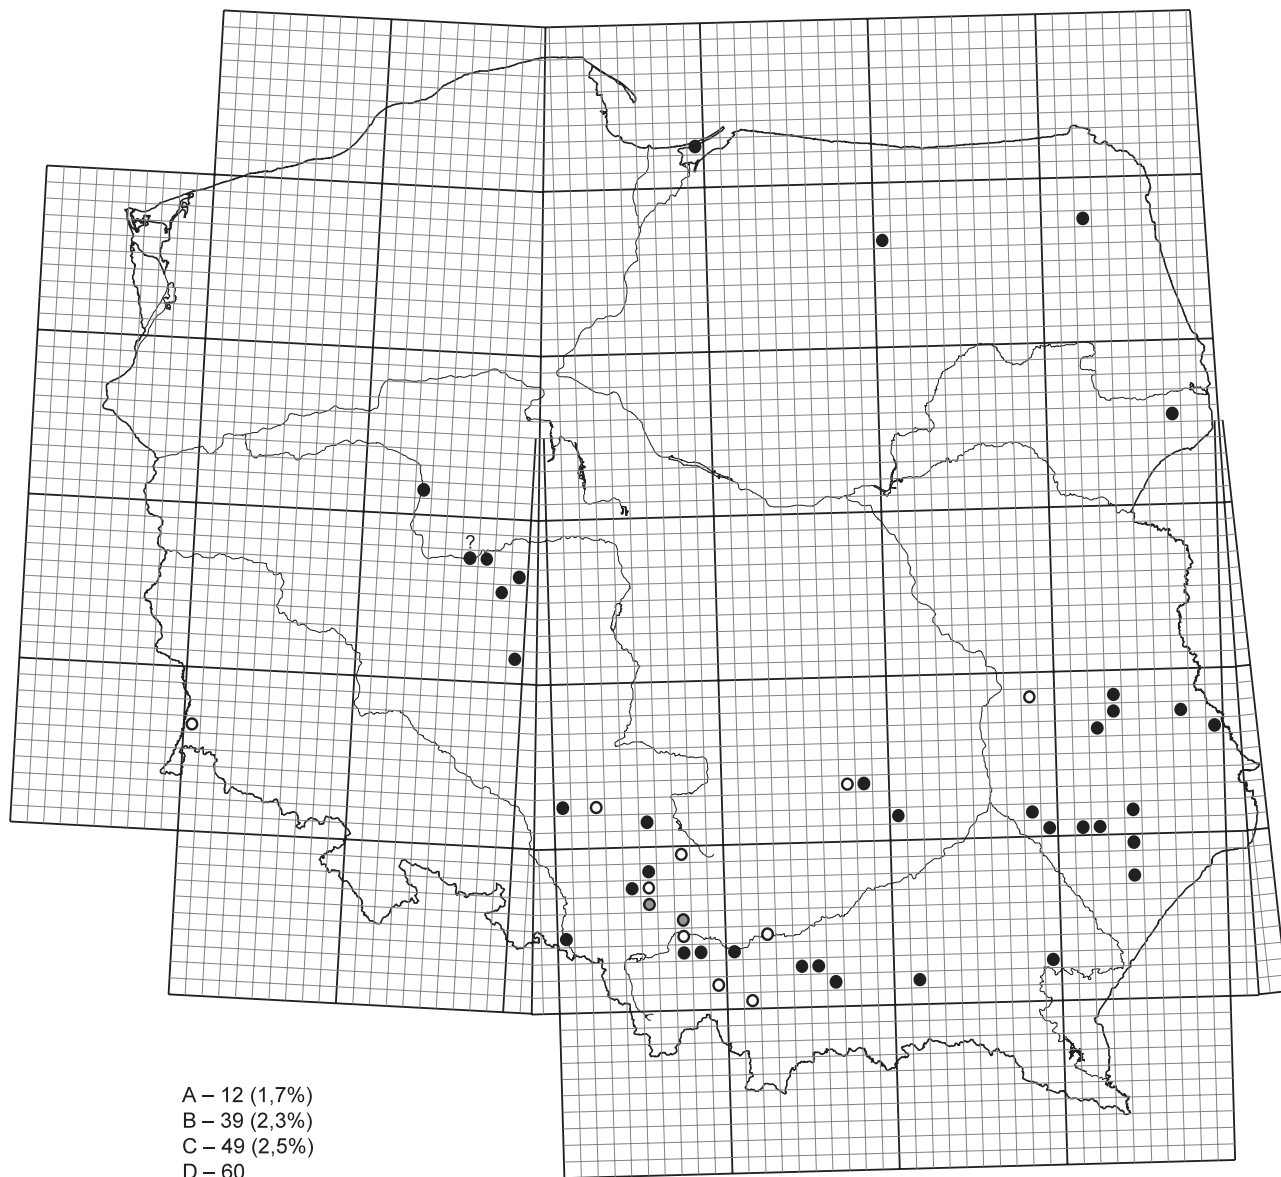 ?
A – 12 (1,7%)
B – 39 (2,3%)
C – 49 (2,5%)
D – 60